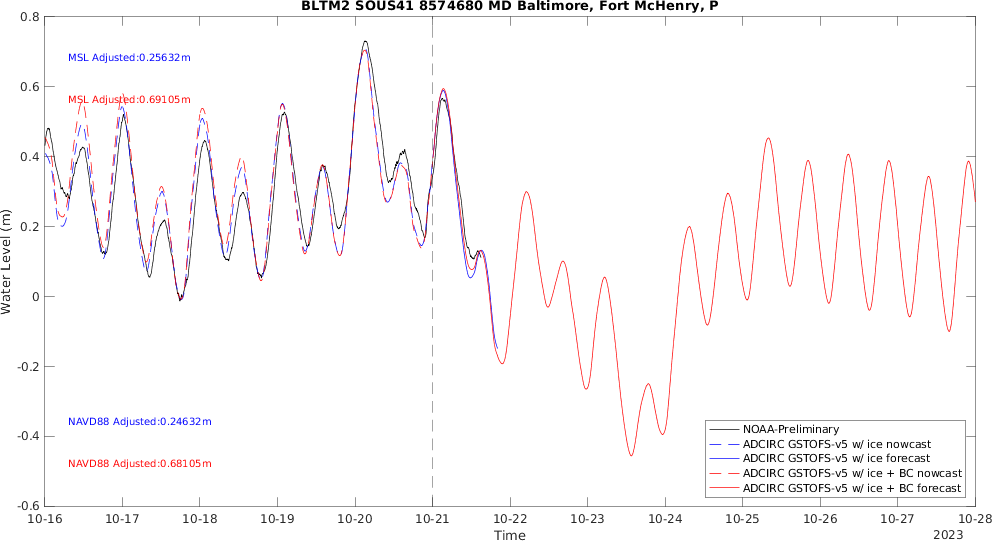 BLTM2 SOUS41 8574680 MD Baltimore, Fort McHenry, P
0.8
MSL Adjusted:0.25632m
0.6
MSL Adjusted:0.69105m
0.4
0.2
Water Level (m)
0
-0.2
NAVD88 Adjusted:0.24632m
-0.4
NAVD88 Adjusted:0.68105m
NOAA-Preliminary
ADCIRC GSTOFS-v5 w/ ice nowcast
ADCIRC GSTOFS-v5 w/ ice forecast
ADCIRC GSTOFS-v5 w/ ice + BC nowcast
ADCIRC GSTOFS-v5 w/ ice + BC forecast
-0.6
10-16 10-17 10-18 10-19 10-20 10-21 10-22 10-23 10-24 10-25 10-26 10-27 10-28
Time
2023